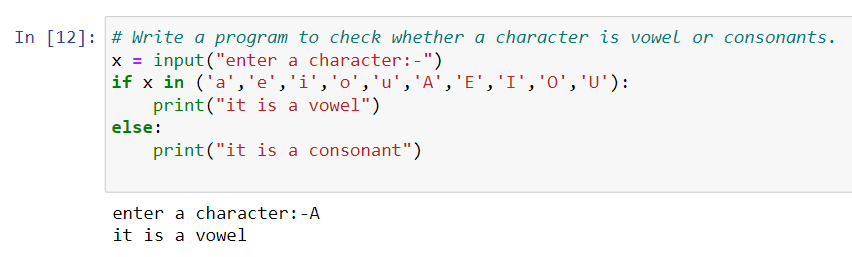 In [12]: # Write a program to check whether a character is vowel or consonants.
x = input("enter a character:-")
if x in ('a','e','i','o','u','A','E','I','O','U'):
    print("it is a vowel")
else:
    print("it is a consonant")
enter a character:-A
it is a vowel